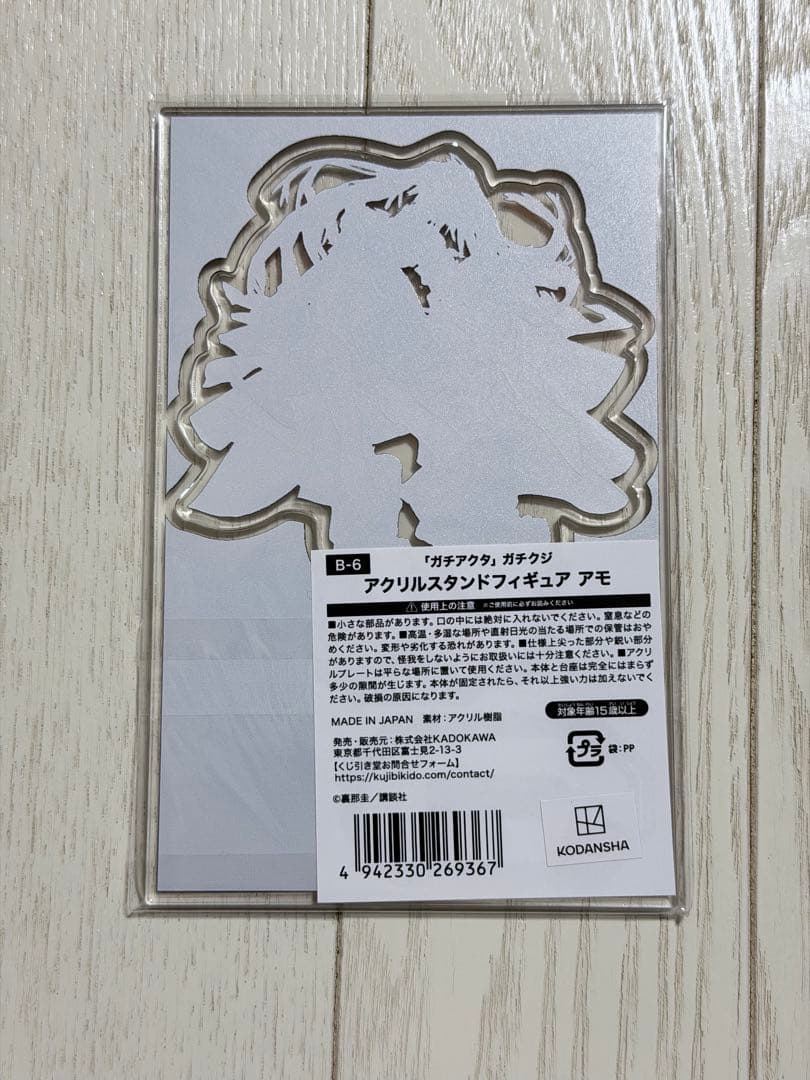 B-6
「ガチアクタ」ガチクジ
アクリルスタンドフィギュア アモ
⚠ 使用上の注意 ※ご使用前に必ずお読みください
■小さな部品があります。口の中には絶対に入れないでください。窒息などの
危険があります。■高温・多湿な場所や直射日光の当たる場所での保管はおや
めください。変形や劣化する恐れがあります。■仕様上尖った部分や鋭い部分
がありますので、怪我をしないようにお取扱いには十分注意ください。■アクリ
ルプレートは平らな場所に置いて使用ください。本体と台座は完全にはまらず
多少の隙間が生じます。本体が固定されたら、それ以上強い力は加えないでく
ださい。破損の原因になります。
MADE IN JAPAN 素材:アクリル樹脂
対象年齢15歳以上
発売・販売元:株式会社KADOKAWA
東京都千代田区富士見2-13-3
【くじ引き堂お問合せフォーム】
https://kujibikido.com/contact/
プラ 袋:PP
©裏那圭/講談社
4 942330 269367
KODANSHA